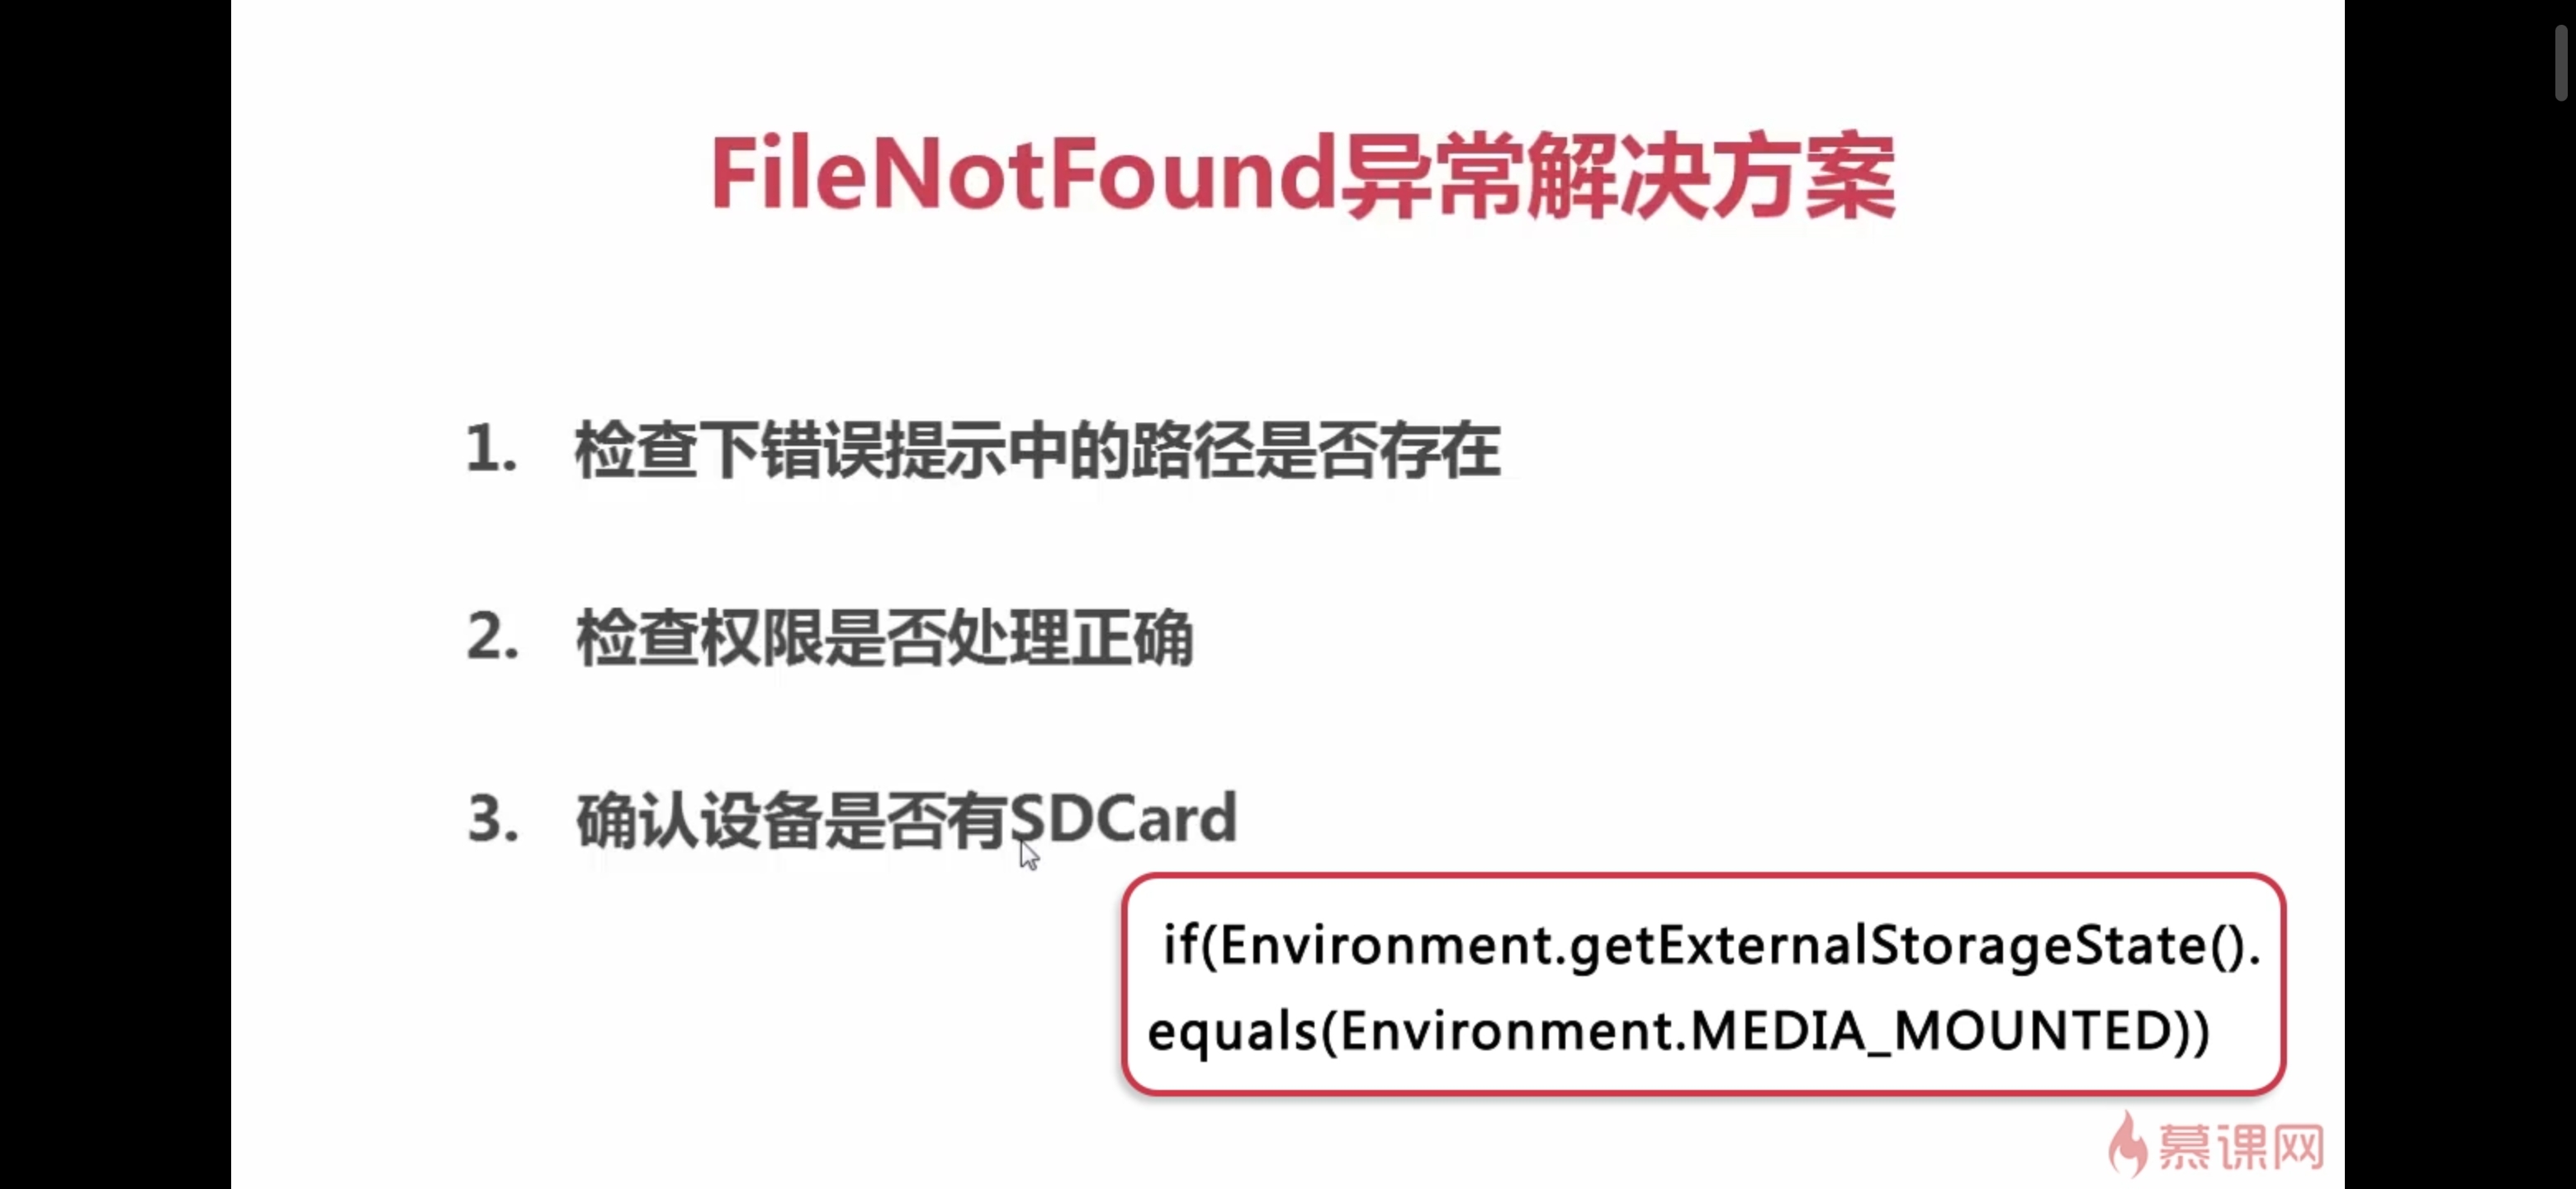 FileNotFound异常解决方案
1. 检查下错误提示中的路径是否存在
2. 检查权限是否处理正确
3. 确认设备是否有SDCard
if(Environment.getExternalStorageState().
equals(Environment.MEDIA_MOUNTED))
慕课网